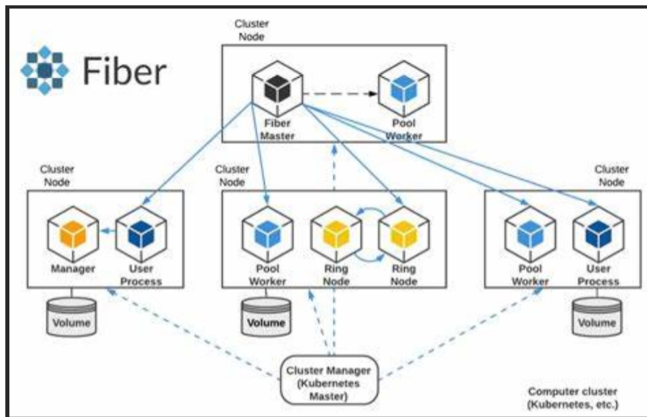 Fiber
Cluster
Node
Fiber
Master
Pool
Worker
Cluster
Node
Cluster
Node
Cluster
Node
Manager
User
Process
Pool
Worker
Ring
Node
Ring
Node
Pool
Worker
User
Process
Volume
Volume
Volume
Cluster Manager
(Kubernetes
Master)
Computer cluster
(Kubernetes, etc.)